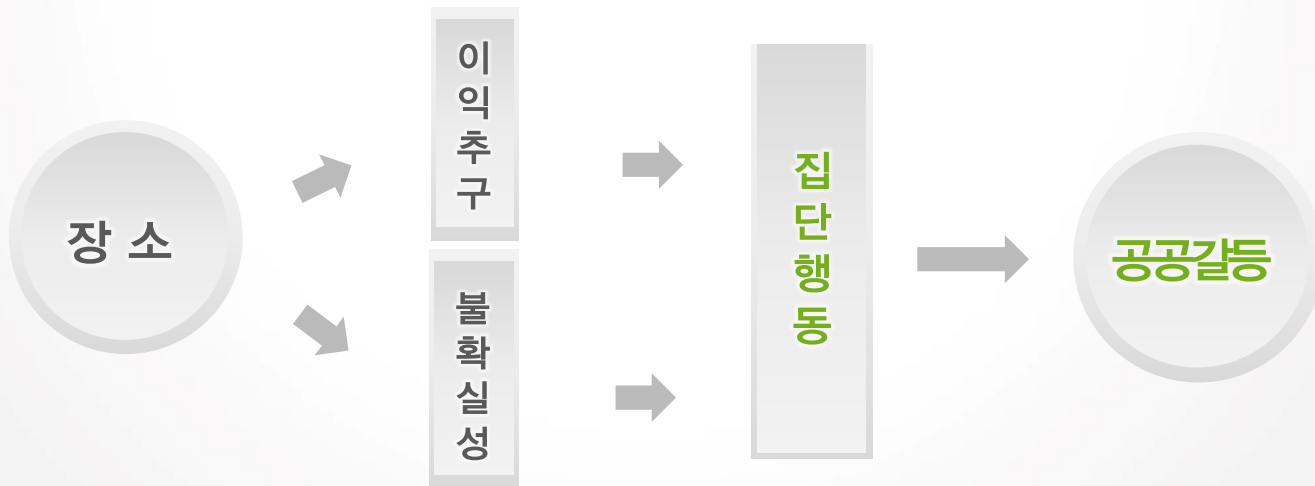 장 소
이익추구
불확실성
집단행동
공공갈등